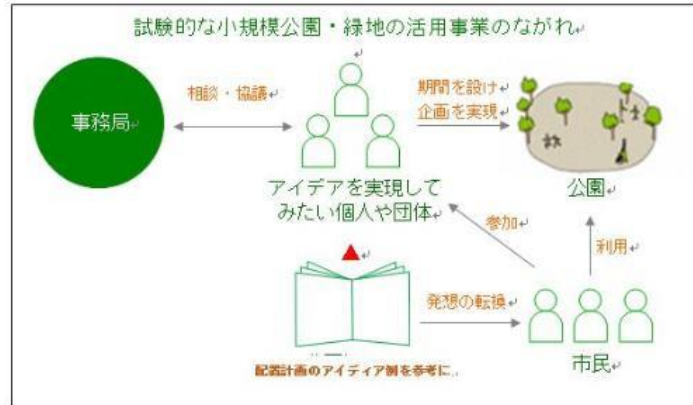 試験的な小規模公園・緑地の活用事業のながれ
事務局
相談・協議
期間を設け
企画を実現
アイデアを実現して
みたい個人や団体
公園
参加
利用
発想の転換
市民
配置計画のアイディア例を参考に